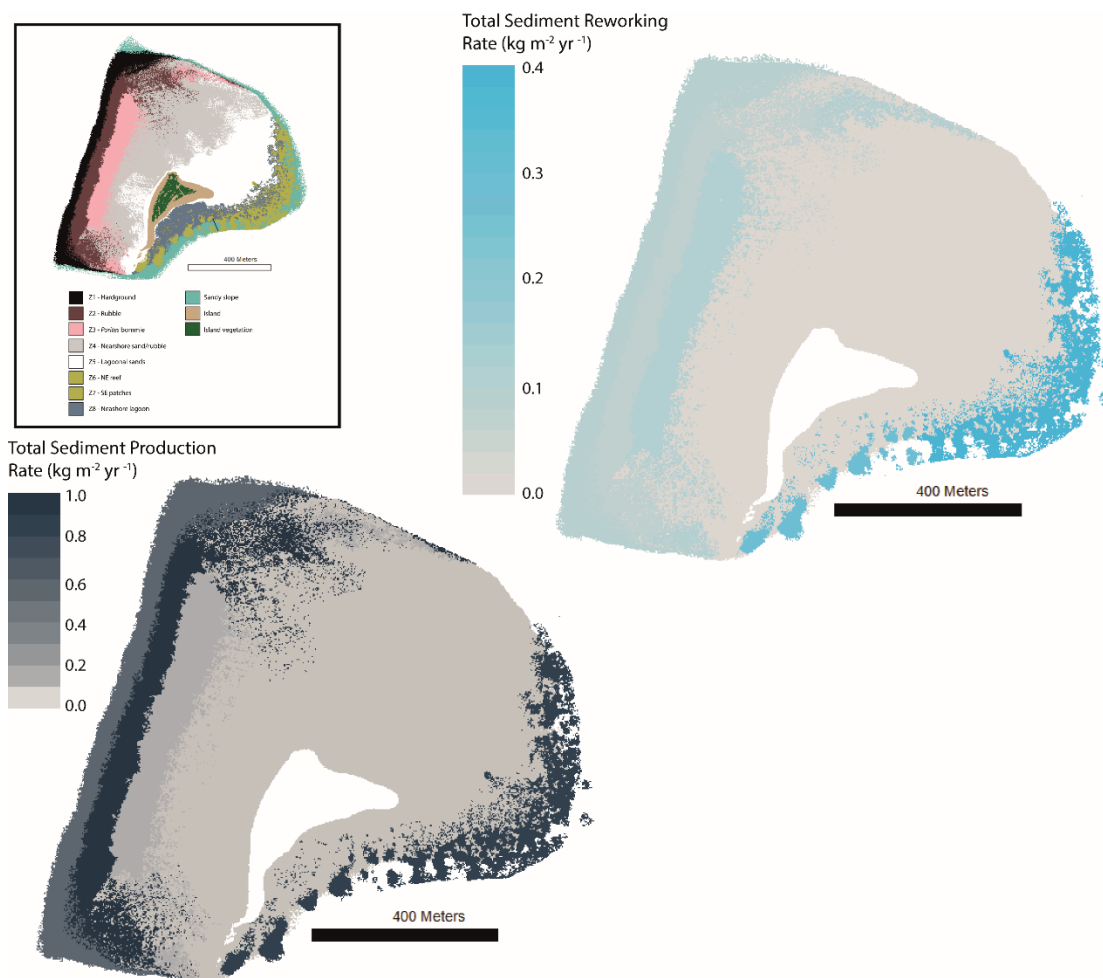 Total Sediment Reworking
Rate (kg m-2 yr -1)
0.4
0.3
0.2
0.1
0.0
400 Meters
400 Meters
Z1 - Hardground
Z2 - Rubble
Z3 - Porites bommie
Z4 - Nearshore sand/rubble
Z5 - Lagoonal sands
Z6 - NE reef
Z7 - SE patches
Z8 - Neashore lagoon
Sandy slope
Island
Island vegetation
Total Sediment Production
Rate (kg m-2 yr -1)
1.0
0.8
0.6
0.4
0.2
0.0
400 Meters